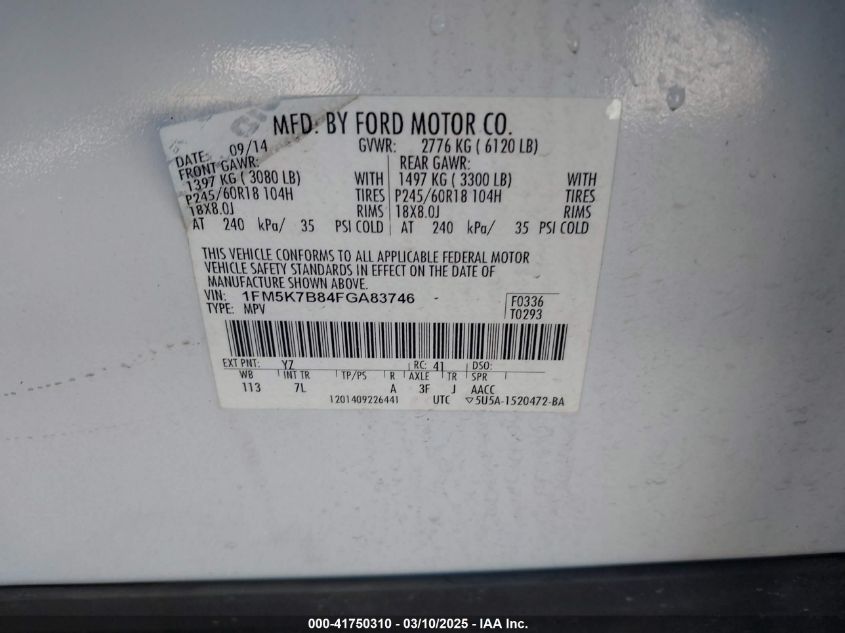 MFD. BY FORD MOTOR CO.
DATE: 09/14 GVWR: 2776 KG ( 6120 LB)
FRONT GAWR: REAR GAWR:
1397 KG ( 3080 LB) WITH 1497 KG ( 3300 LB) WITH
P245/60R18 104H TIRES P245/60R18 104H TIRES
18X8.0J RIMS 18X8.0J RIMS
AT 240 kPa/ 35 PSI COLD AT 240 kPa/ 35 PSI COLD
THIS VEHICLE CONFORMS TO ALL APPLICABLE FEDERAL MOTOR
VEHICLE SAFETY STANDARDS IN EFFECT ON THE DATE OF
MANUFACTURE SHOWN ABOVE.
VIN: 1FM5K7B84FGA83746 F0336
TYPE: MPV T0293
EXT PNT: YZ RC: 41 DSO:
WB INT TR TP/PS R AXLE TR SPR
113 7L A 3F J AACC
1201409226441 UTC ▽5U5A-1520472-BA
000-41750310 — 03/10/2025 — IAA Inc.